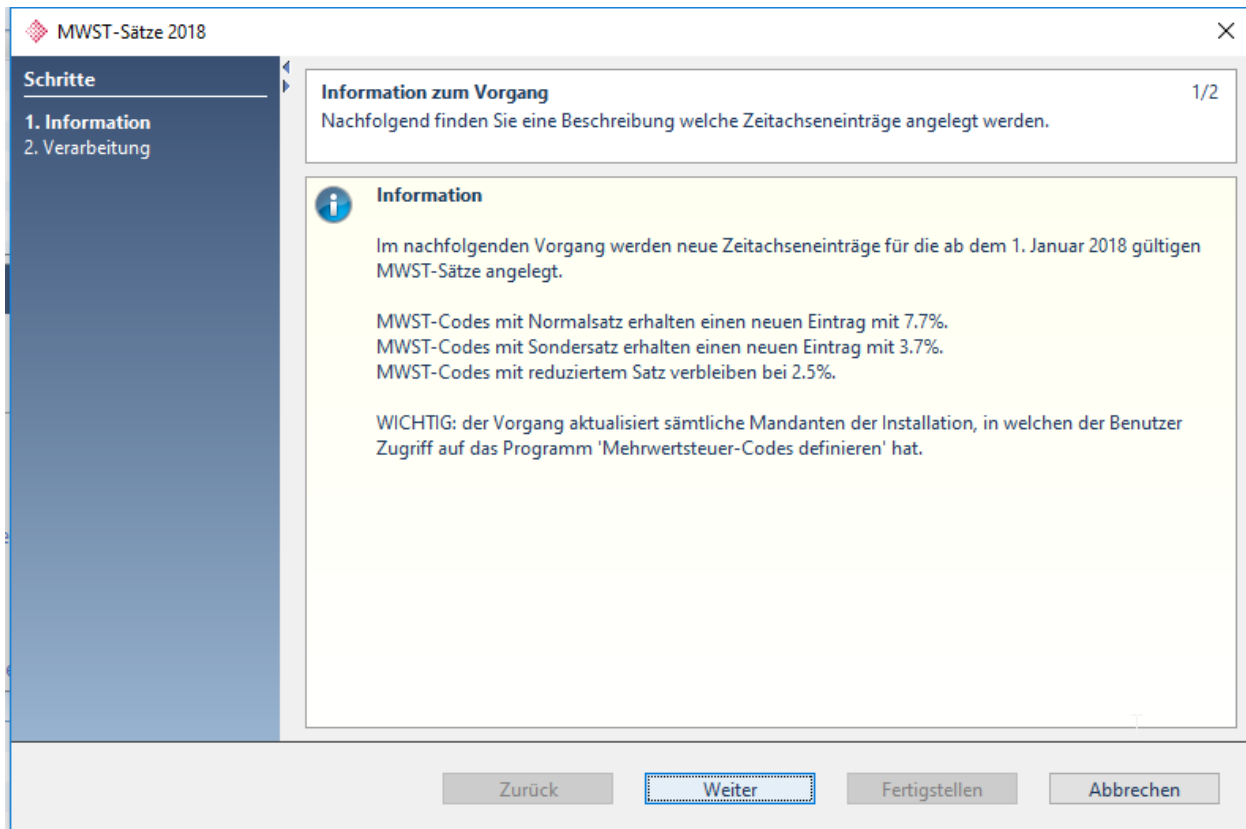 MWST-Sätze 2018
Schritte
1. Information
2. Verarbeitung
Information zum Vorgang
1/2
Nachfolgend finden Sie eine Beschreibung welche Zeitachseneinträge angelegt werden.
Information
Im nachfolgenden Vorgang werden neue Zeitachseneinträge für die ab dem 1. Januar 2018 gültigen
MWST-Sätze angelegt.
MWST-Codes mit Normalsatz erhalten einen neuen Eintrag mit 7.7%.
MWST-Codes mit Sondersatz erhalten einen neuen Eintrag mit 3.7%.
MWST-Codes mit reduziertem Satz verbleiben bei 2.5%.
WICHTIG: der Vorgang aktualisiert sämtliche Mandanten der Installation, in welchen der Benutzer
Zugriff auf das Programm 'Mehrwertsteuer-Codes definieren' hat.
Zurück
Weiter
Fertigstellen
Abbrechen